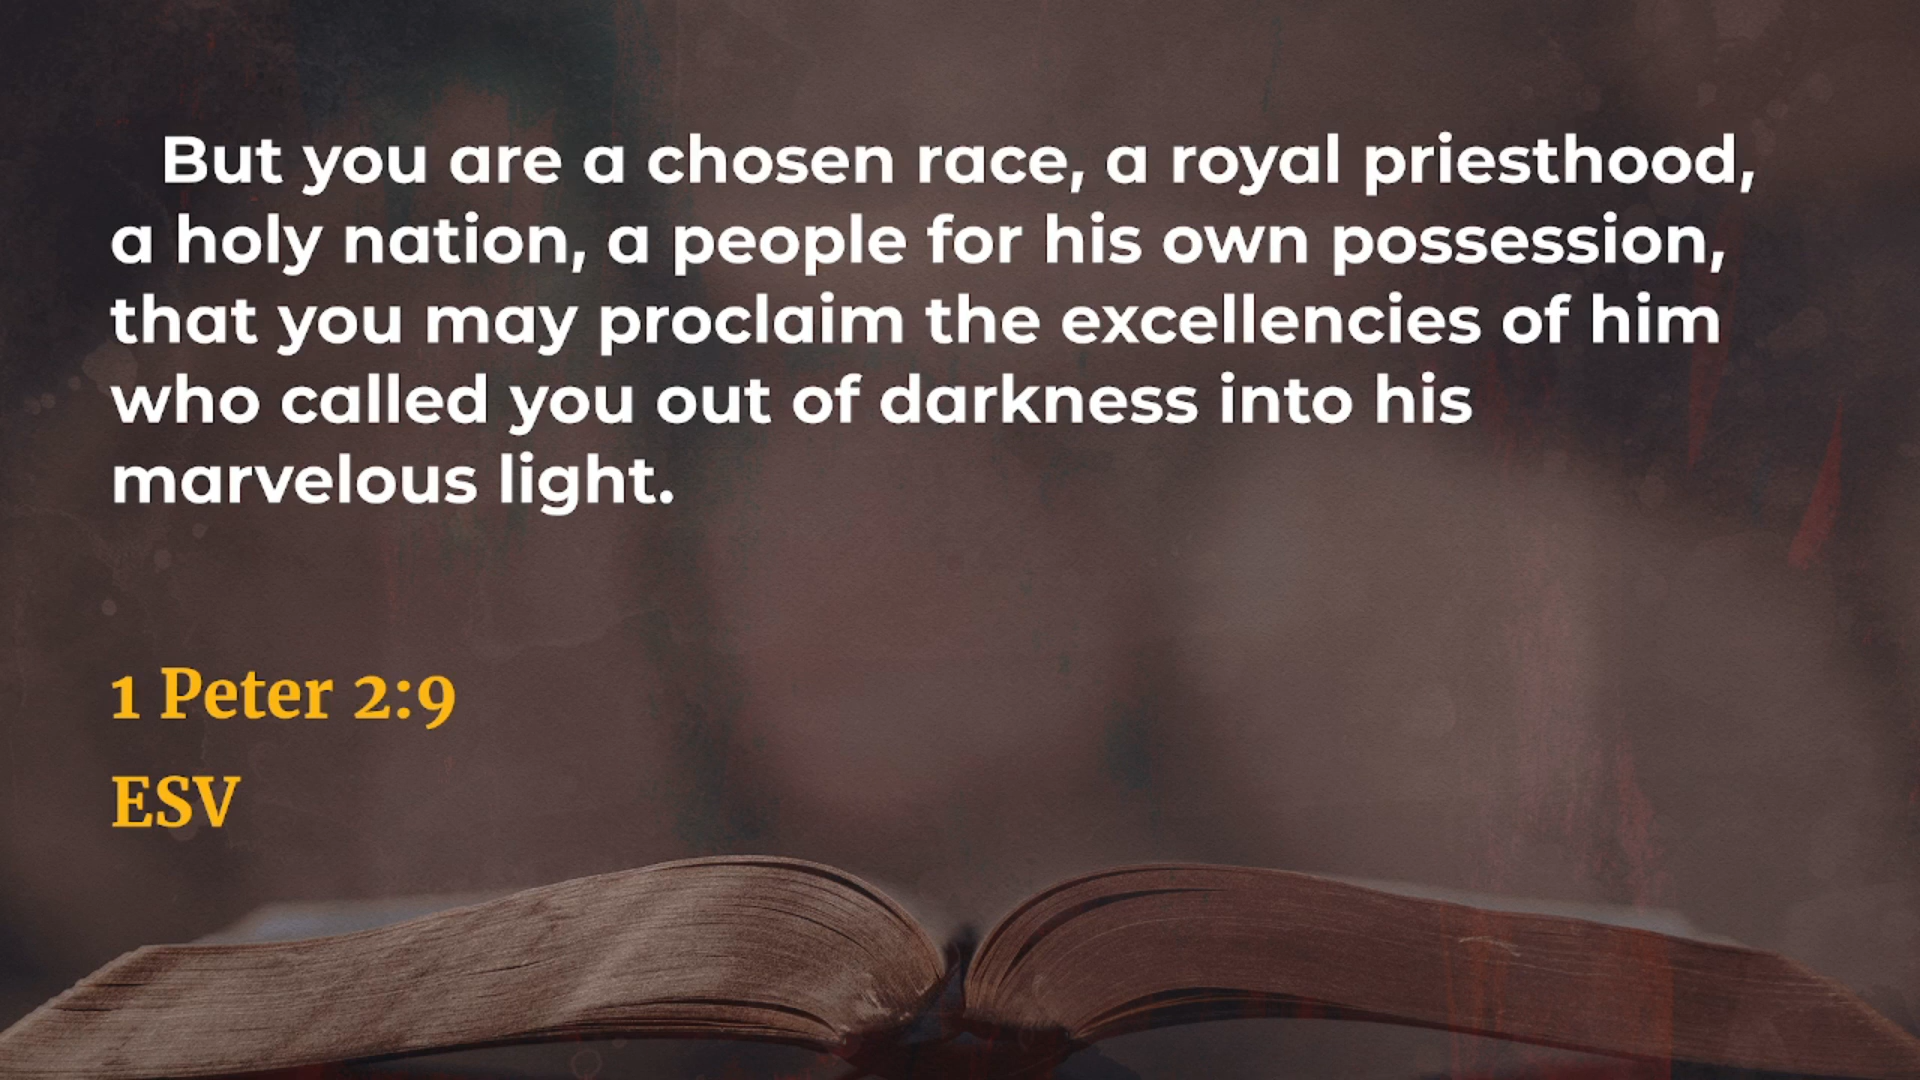 But you are a chosen race, a royal priesthood,
a holy nation, a people for his own possession,
that you may proclaim the excellencies of him
who called you out of darkness into his
marvelous light.
1 Peter 2:9
ESV